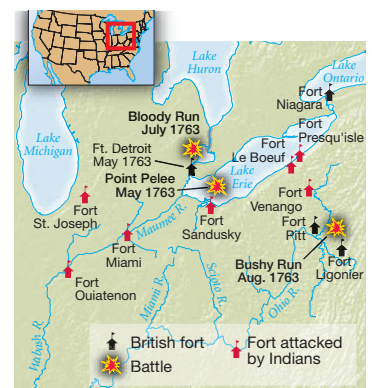 Lake
Huron
Lake
Ontario
Fort
Niagara
Bloody Run
July 1763
Fort
Presqu'isle
Lake
Michigan
Ft. Detroit
May 1763
Fort
Le Boeuf
Point Pelee
May 1763
Lake
Erie
Fort
Venango
Fort
St. Joseph
Maumee R.
Fort
Sandusky
Fort
Pitt
Fort
Miami
Bushy Run
Aug. 1763
Fort
Ligonier
Fort
Ouiatenon
Scioto R.
Miami R.
Ohio R.
Wabash R.
British fort
Battle
Fort attacked
by Indians